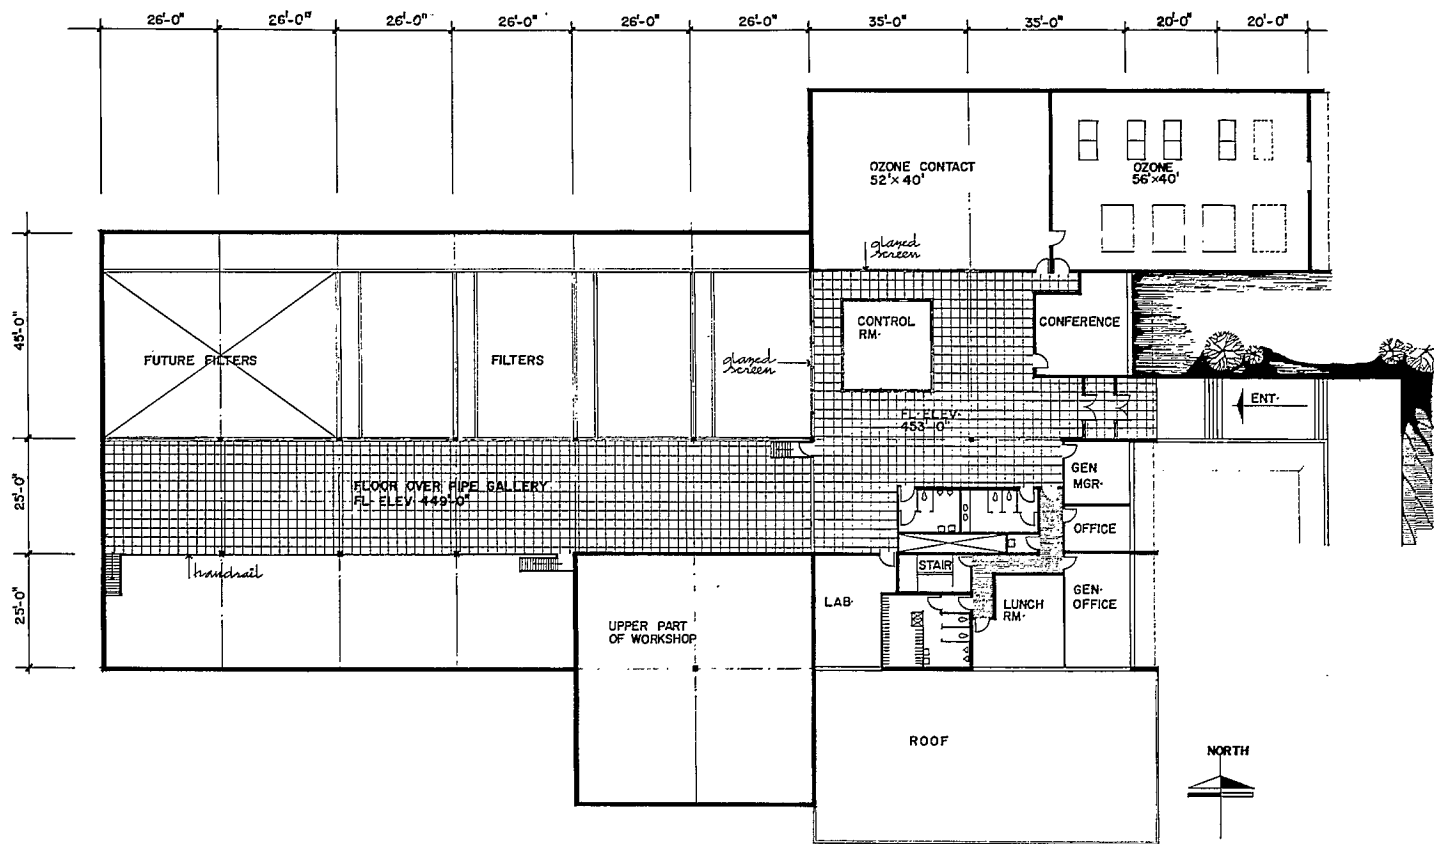 26'-0" 26'-0" 26'-0" 26'-0" 26'-0" 26'-0" 35'-0" 35'-0" 20'-0" 20'-0"
OZONE CONTACT
52'×40'
OZONE
56'×40'
glazed
screen
45'-0"
FUTURE FILTERS
FILTERS
glazed
screen
CONTROL
RM.
CONFERENCE
ENT.
FL. ELEV.
453'-0"
25'-0"
FLOOR OVER PIPE GALLERY
FL. ELEV. 449'-0"
GEN
MGR.
OFFICE
handrail
STAIR
25'-0"
LAB.
LUNCH
RM.
GEN.
OFFICE
UPPER PART
OF WORKSHOP
ROOF
NORTH